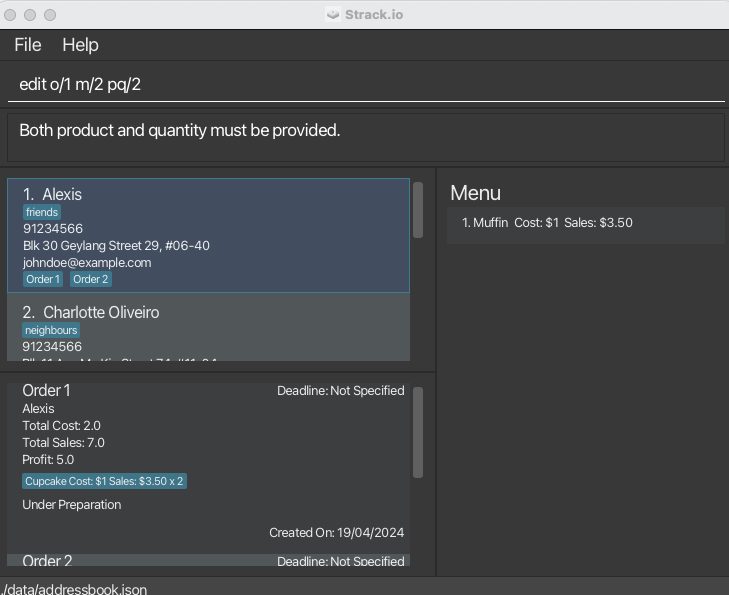 Strack.io
File Help
edit o/1 m/2 pq/2
Both product and quantity must be provided.
1. Alexis
friends
91234566
Blk 30 Geylang Street 29, #06-40
johndoe@example.com
Order 1 Order 2
2. Charlotte Oliveiro
neighbours
91234566
Menu
1. Muffin Cost: $1 Sales: $3.50
Order 1 Deadline: Not Specified
Alexis
Total Cost: 2.0
Total Sales: 7.0
Profit: 5.0
Cupcake Cost: $1 Sales: $3.50 x 2
Under Preparation
Created On: 19/04/2024
Order 2 Deadline: Not Specified
./data/addressbook.json